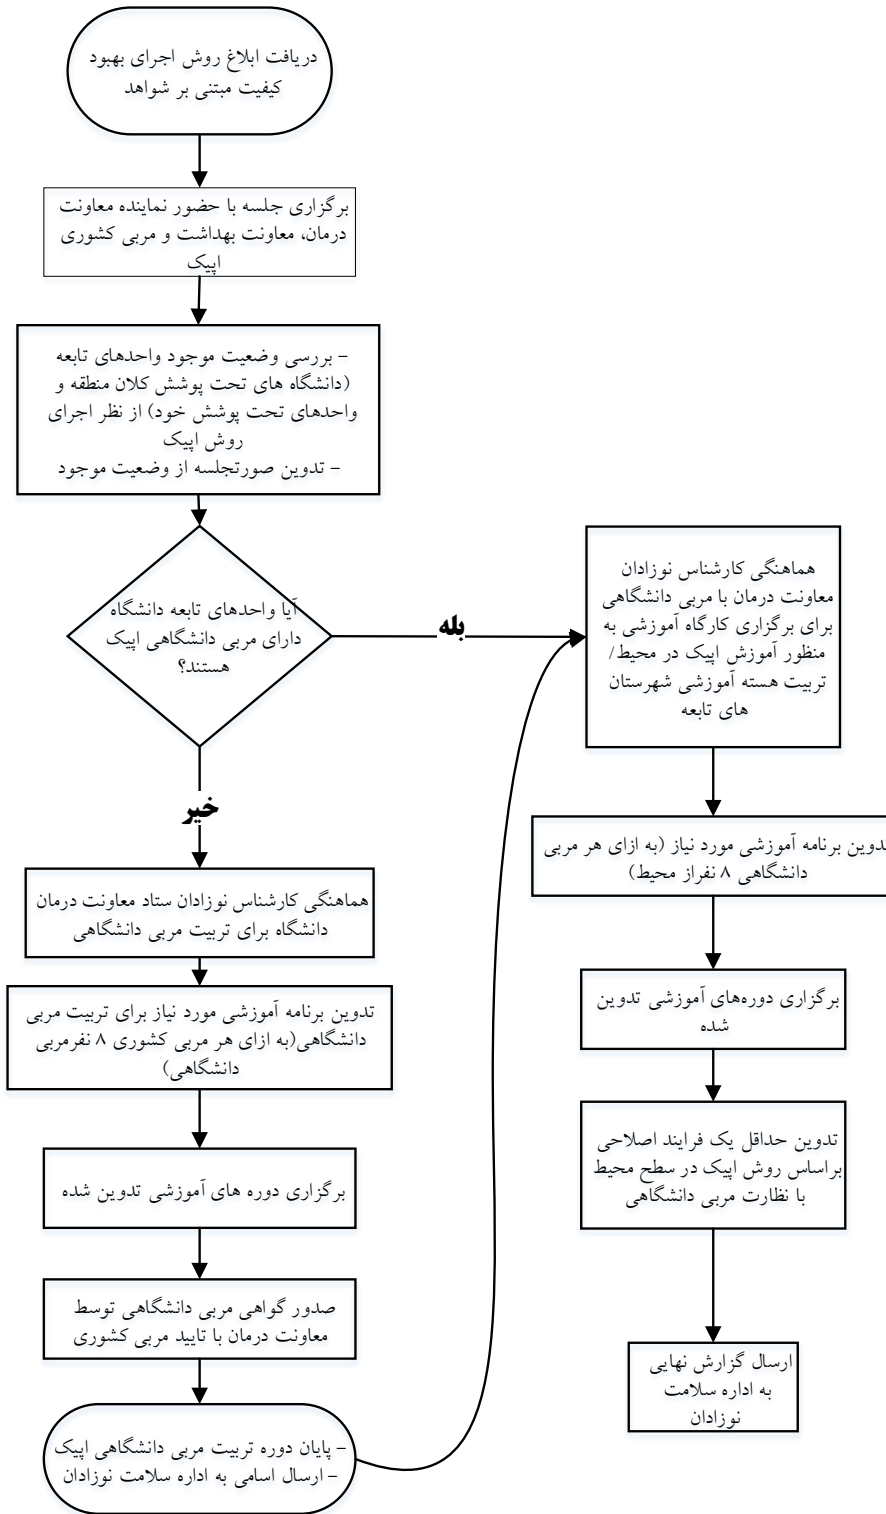 دریافت ابلاغ روش اجرای بهبود
کیفیت مبتنی بر شواهد
برگزاری جلسه با حضور نماینده معاونت
درمان، معاونت بهداشت و مربی کشوری
اپیک
- بررسی وضعیت موجود واحدهای تابعه
(دانشگاه های تحت پوشش کلان منطقه و
واحدهای تحت پوشش خود) از نظر اجرای
روش اپیک
- تدوین صورتجلسه از وضعیت موجود
آیا واحدهای تابعه دانشگاه
دارای مربی دانشگاهی اپیک
هستند؟
بله
خیر
هماهنگی کارشناس نوزادان ستاد معاونت درمان
دانشگاه برای تربیت مربی دانشگاهی
تدوین برنامه آموزشی مورد نیاز برای تربیت مربی
دانشگاهی(به ازای هر مربی کشوری ۸ نفرمربی
دانشگاهی)
برگزاری دوره های آموزشی تدوین شده
صدور گواهی مربی دانشگاهی توسط
معاونت درمان با تایید مربی کشوری
- پایان دوره تربیت مربی دانشگاهی اپیک
- ارسال اسامی به اداره سلامت نوزادان
هماهنگی کارشناس نوزادان
معاونت درمان با مربی دانشگاهی
برای برگزاری کارگاه آموزشی به
منظور آموزش اپیک در محیط/
تربیت هسته آموزشی شهرستان
های تابعه
تدوین برنامه آموزشی مورد نیاز (به ازای هر مربی
دانشگاهی ۸ نفراز محیط)
برگزاری دوره‌های آموزشی تدوین
شده
تدوین حداقل یک فرایند اصلاحی
براساس روش اپیک در سطح محیط
با نظارت مربی دانشگاهی
ارسال گزارش نهایی
به اداره سلامت
نوزادان